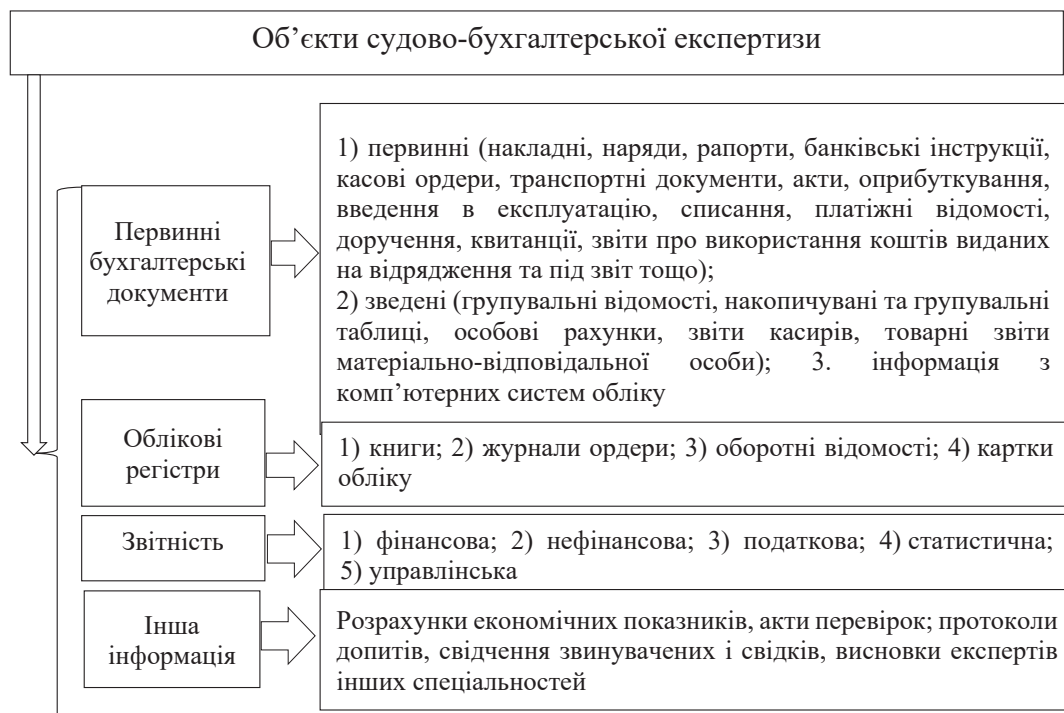 Об’єкти судово-бухгалтерської експертизи
Первинні
бухгалтерські
документи
1) первинні (накладні, наряди, рапорти, банківські інструкції,
касові ордери, транспортні документи, акти, оприбуткування,
введення в експлуатацію, списання, платіжні відомості,
доручення, квитанції, звіти про використання коштів виданих
на відрядження та під звіт тощо);
2) зведені (групувальні відомості, накопичувані та групувальні
таблиці, особові рахунки, звіти касирів, товарні звіти
матеріально-відповідальної особи); 3. інформація з
комп’ютерних систем обліку
Облікові
регістри
1) книги; 2) журнали ордери; 3) оборотні відомості; 4) картки
обліку
Звітність
1) фінансова; 2) нефінансова; 3) податкова; 4) статистична;
5) управлінська
Інша
інформація
Розрахунки економічних показників, акти перевірок; протоколи
допитів, свідчення звинувачених і свідків, висновки експертів
інших спеціальностей